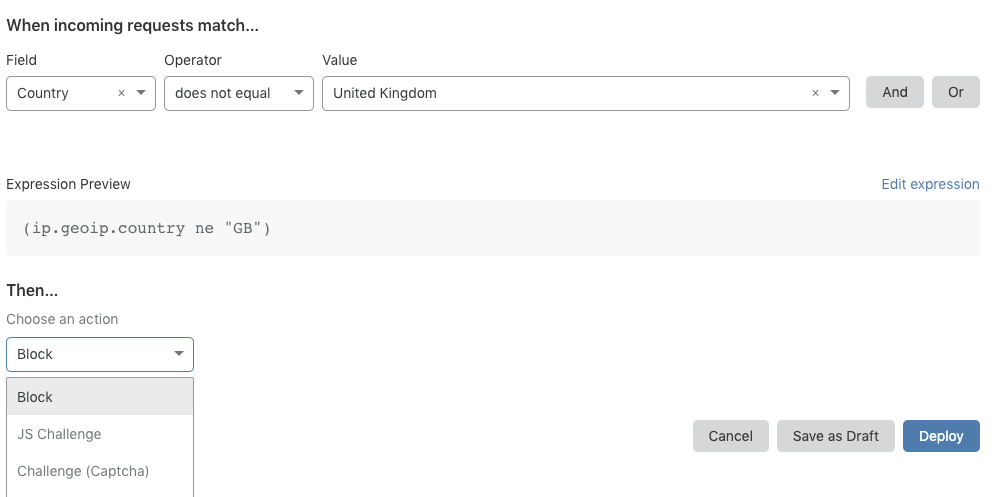 When incoming requests match...
Field Operator Value
Country × does not equal United Kingdom × And Or
Expression Preview Edit expression
(ip.geoip.country ne "GB")
Then...
Choose an action
Block
Block
JS Challenge
Challenge (Captcha)
Cancel Save as Draft Deploy